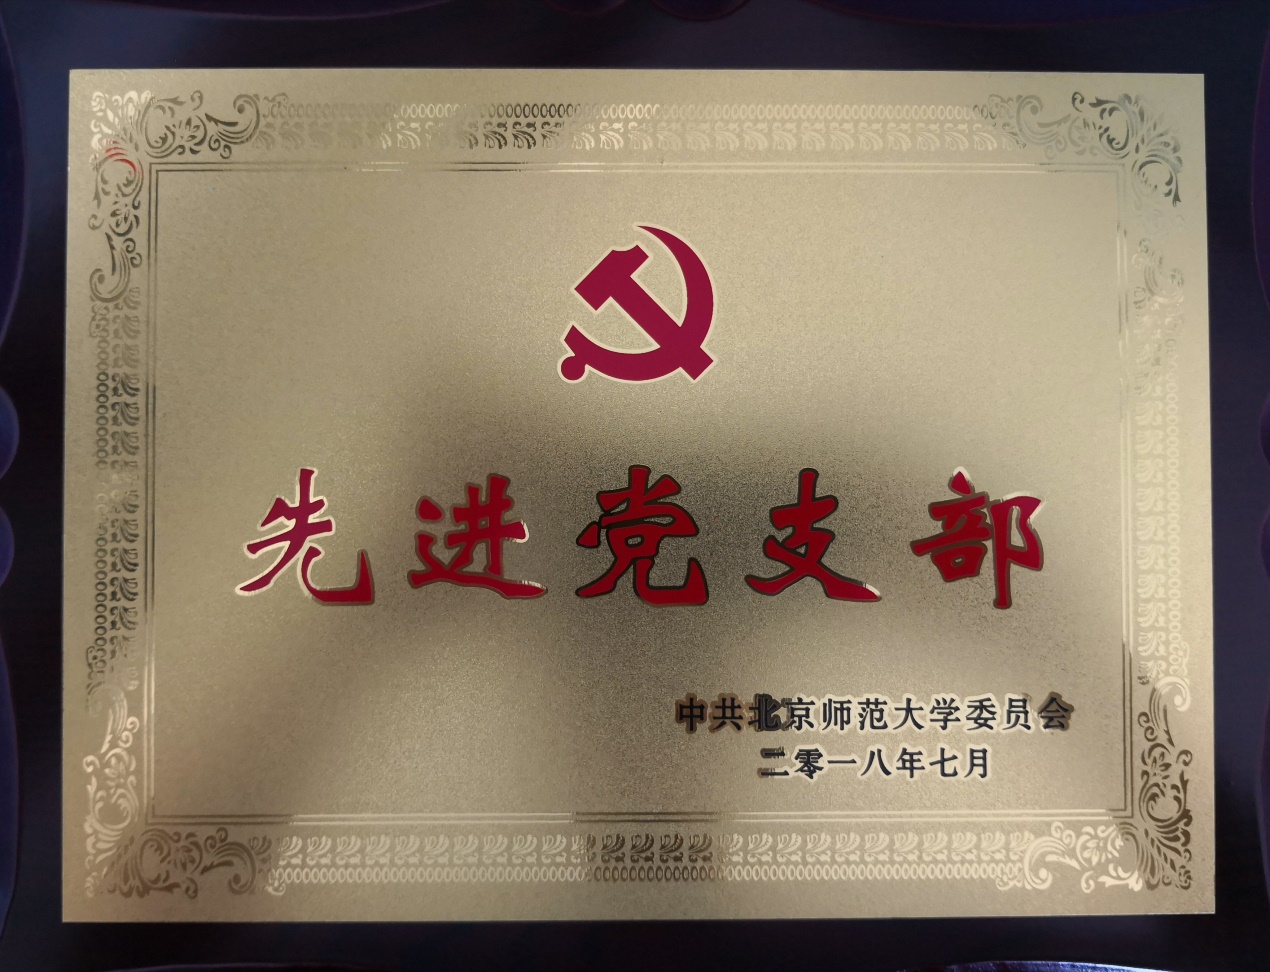 先进党支部
中共北京师范大学委员会
二零一八年七月